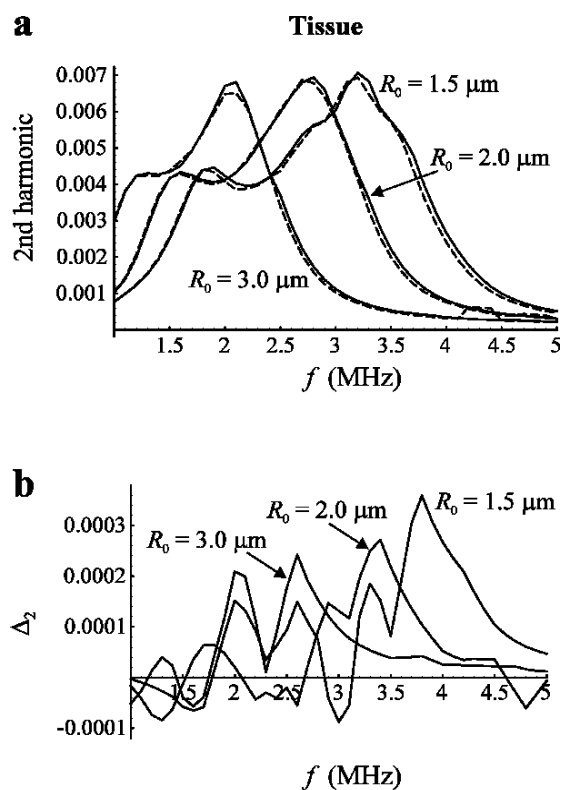 a
Tissue
0.007
0.006
0.005
0.004
0.003
0.002
0.001
2nd harmonic
R₀ = 1.5 μm
R₀ = 2.0 μm
R₀ = 3.0 μm
1.5 2 2.5 3 3.5 4 4.5 5
f (MHz)
b
0.0003
0.0002
0.0001
-0.0001
Δ₂
R₀ = 1.5 μm
R₀ = 2.0 μm
R₀ = 3.0 μm
1.5 2 2.5 3 3.5 4 4.5 5
f (MHz)